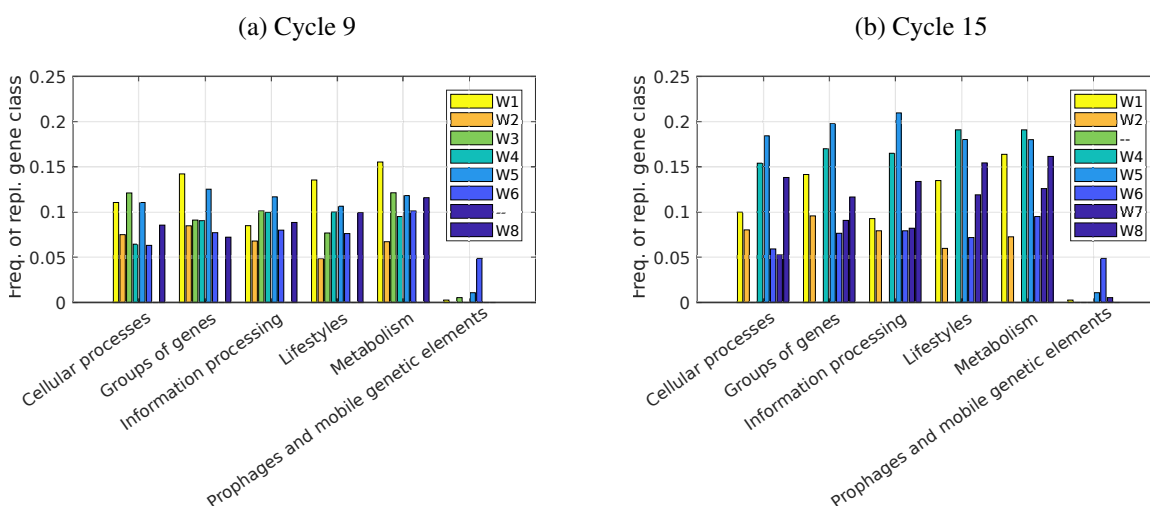 (a) Cycle 9
Freq. of repl. gene class
0.25
0.2
0.15
0.1
0.05
0
W1
W2
W3
W4
W5
W6
--
W8
Cellular processes
Groups of genes
Information processing
Lifestyles
Metabolism
Prophages and mobile genetic elements
(b) Cycle 15
Freq. of repl. gene class
0.25
0.2
0.15
0.1
0.05
0
W1
W2
--
W4
W5
W6
W7
W8
Cellular processes
Groups of genes
Information processing
Lifestyles
Metabolism
Prophages and mobile genetic elements